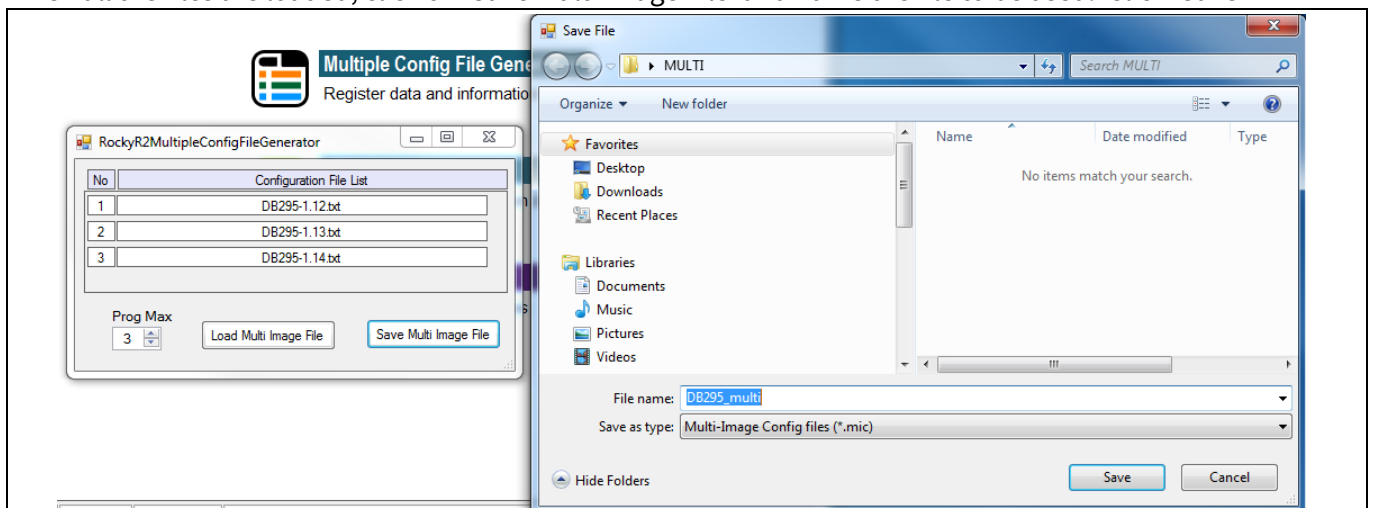 Save File
MULTI
Search MULTI
Organize
New folder
Multiple Config File Gene
Register data and informatio
RockyR2MultipleConfigFileGenerator
No
Configuration File List
1
DB295-1.12.txt
2
DB295-1.13.txt
3
DB295-1.14.txt
Prog Max
3
Load Multi Image File
Save Multi Image File
Favorites
Desktop
Downloads
Recent Places
Libraries
Documents
Music
Pictures
Videos
Name
Date modified
Type
No items match your search.
File name:
DB295_multi
Save as type:
Multi-Image Config files (*.mic)
Hide Folders
Save
Cancel